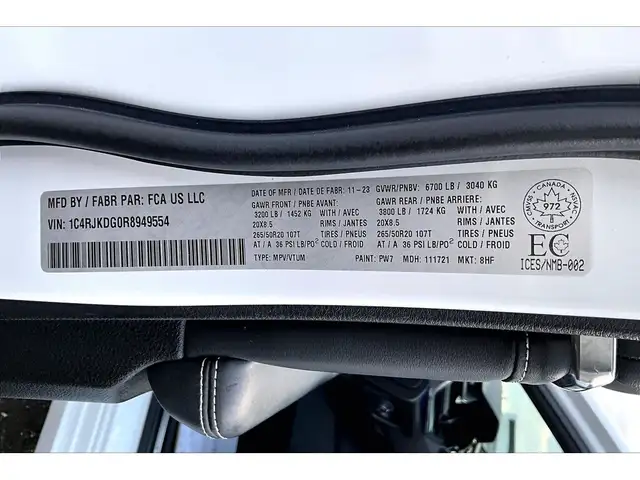 MFD BY / FABR PAR: FCA US LLC
VIN: 1C4RJKDG0R8949554
DATE OF MFR / DATE DE FABR: 11-23 GVWR/PNBV: 6700 LB / 3040 KG
GAWR FRONT / PNBE AVANT: GAWR REAR / PNBE ARRIERE:
3200 LB / 1452 KG WITH / AVEC 3800 LB / 1724 KG WITH / AVEC
20X8.5 RIMS / JANTES 20X8.5 RIMS / JANTES
265/50R20 107T TIRES / PNEUS 265/50R20 107T TIRES / PNEUS
AT / A 36 PSI LB/PO² COLD / FROID AT / A 36 PSI LB/PO² COLD / FROID
TYPE: MPV/VTUM PAINT: PW7 MDH: 111721 MKT: 8HF
CANADA
CMVSS
NSVAC
972
TRANSPORT
EC
ICES/NMB-002